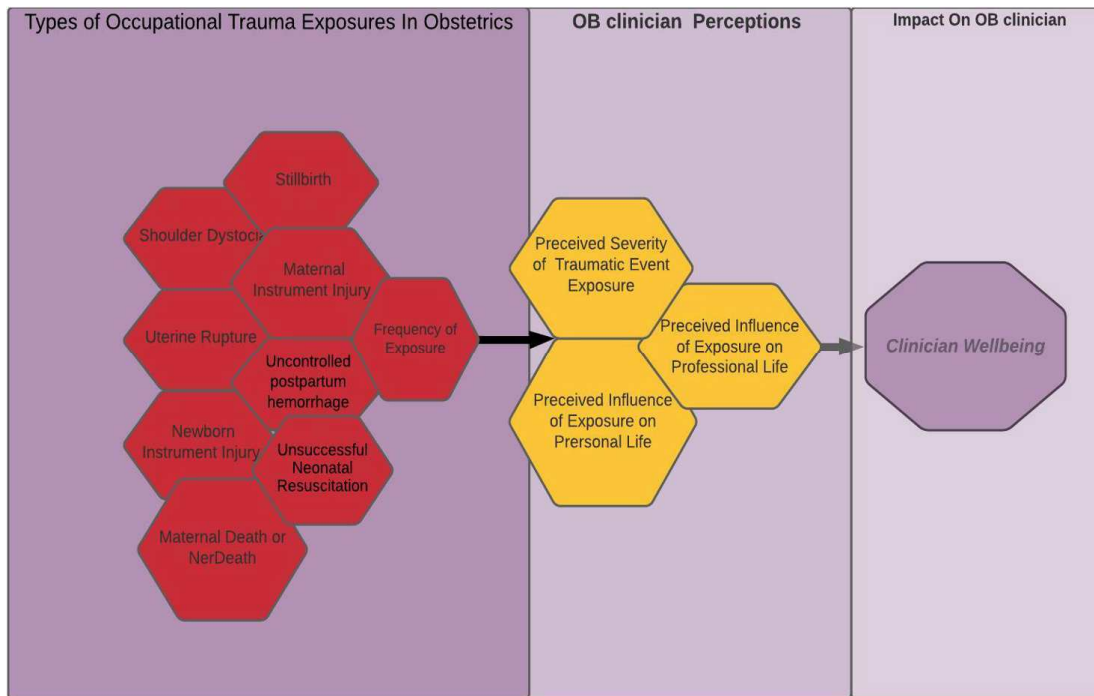 Types of Occupational Trauma Exposures In Obstetrics
OB clinician Perceptions
Impact On OB clinician
Stillbirth
Shoulder Dystoci
Maternal
Instrument Injury
Uterine Rupture
Frequency of
Exposure
Uncontrolled
postpartum
hemorrhage
Newborn
Instrument Injury
Unsuccessful
Neonatal
Resuscitation
Maternal Death or
NerDeath
Preceived Severity
of Traumatic Event
Exposure
Preceived Influence
of Exposure on
Professional Life
Preceived Influence
of Exposure on
Prersonal Life
Clinician Wellbeing